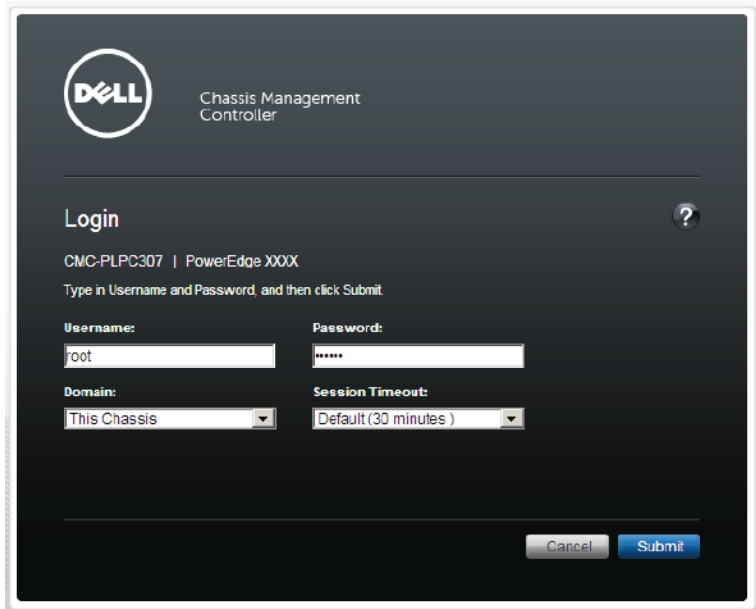 DELL
Chassis Management
Controller
Login
?
CMC-PLPC307 | PowerEdge XXXX
Type in Username and Password, and then click Submit.
Username:
Password:
root
••••••
Domain:
Session Timeout:
This Chassis
Default (30 minutes )
Cancel
Submit